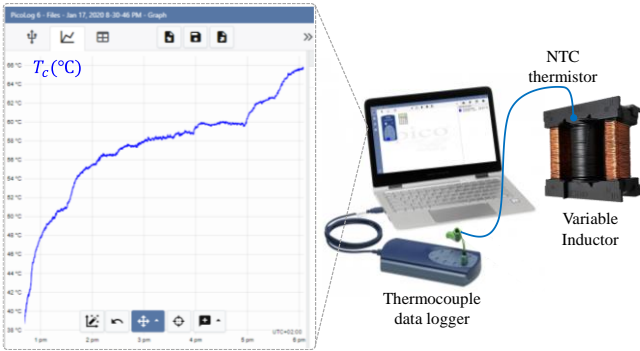 PicoLog 6 - Files - Jan 17, 2020 8-30-46 PM - Graph
T_c(°C)
66 °C
64 °C
62 °C
60 °C
58 °C
56 °C
54 °C
52 °C
50 °C
48 °C
46 °C
44 °C
42 °C
40 °C
38 °C
1 pm 2 pm 3 pm 4 pm 5 pm 6 pm
UTC+02:00
pico
NTC
thermistor
Variable
Inductor
Thermocouple
data logger